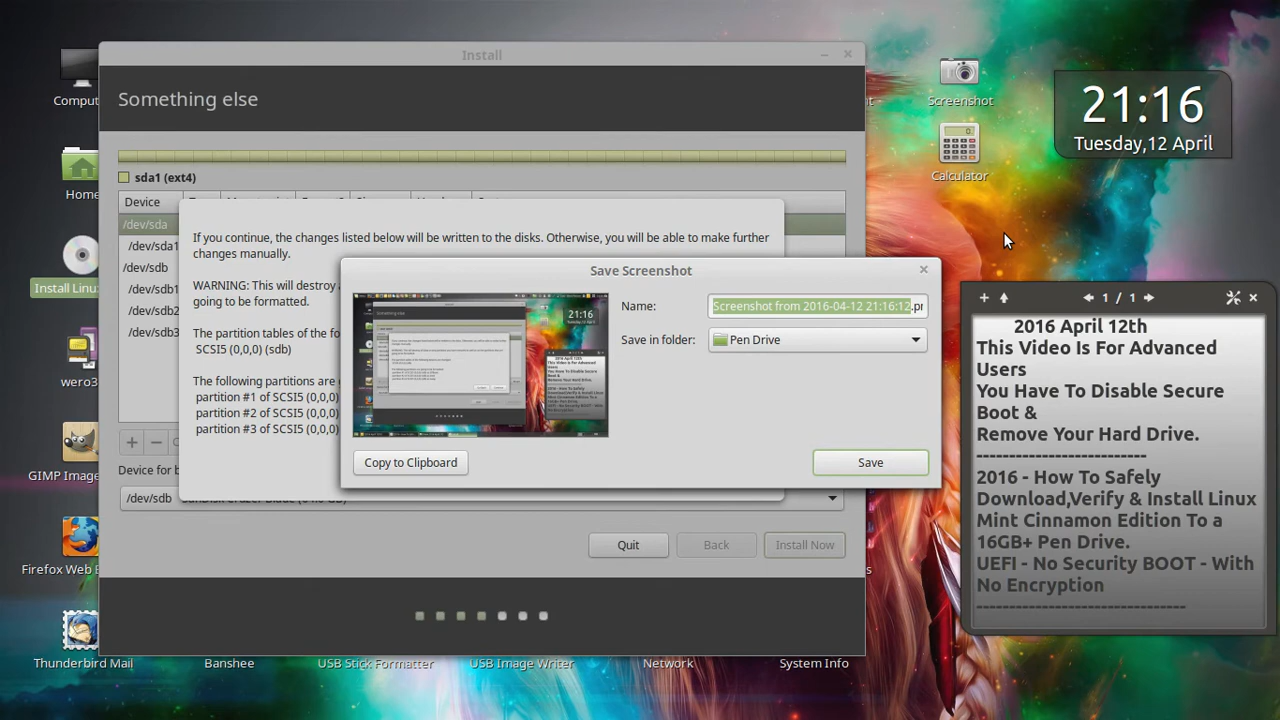 Install
Something else
sda1 (ext4)
Device
/dev/sda
/dev/sda1
/dev/sdb
/dev/sdb1
/dev/sdb2
/dev/sdb3
If you continue, the changes listed below will be written to the disks. Otherwise, you will be able to make further
changes manually.
WARNING: This will destroy
going to be formatted.
The partition tables of the fo
SCSI5 (0,0,0) (sdb)
The following partitions are
partition #1 of SCSI5 (0,0,0)
partition #2 of SCSI5 (0,0,0)
partition #3 of SCSI5 (0,0,0)
Save Screenshot
Name:
Screenshot from 2016-04-12 21:16:12.pr
Save in folder:
Pen Drive
Copy to Clipboard
Save
Device for b
/dev/sdb
Quit
Back
Install Now
Comput
Home
Install Linu
wero3
GIMP Image
Firefox Web B
Thunderbird Mail
Banshee
USB Stick Formatter
USB Image Writer
Network
System Info
Screenshot
Calculator
21:16
Tuesday,12 April
1 / 1
2016 April 12th
This Video Is For Advanced
Users
You Have To Disable Secure
Boot &
Remove Your Hard Drive.
--------------------------
2016 - How To Safely
Download,Verify & Install Linux
Mint Cinnamon Edition To a
16GB+ Pen Drive.
UEFI - No Security BOOT - With
No Encryption
--------------------------------